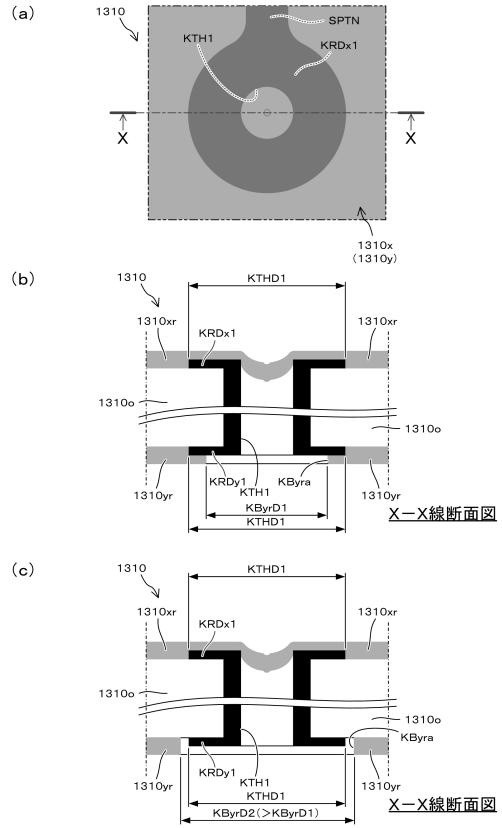 (a)
1310
SPTN
KTH1
KRDx1
X
X
1310x
(1310y)
(b)
1310
KTHD1
1310xr
KRDx1
1310xr
1310o
1310o
1310yr
KRDy1
KTH1
KByra
1310yr
KByrD1
KTHD1
X－X線断面図
(c)
1310
KTHD1
1310xr
KRDx1
1310xr
1310o
1310o
KByra
1310yr
KRDy1
KTH1
1310yr
KTHD1
KByrD2(>KByrD1)
X－X線断面図